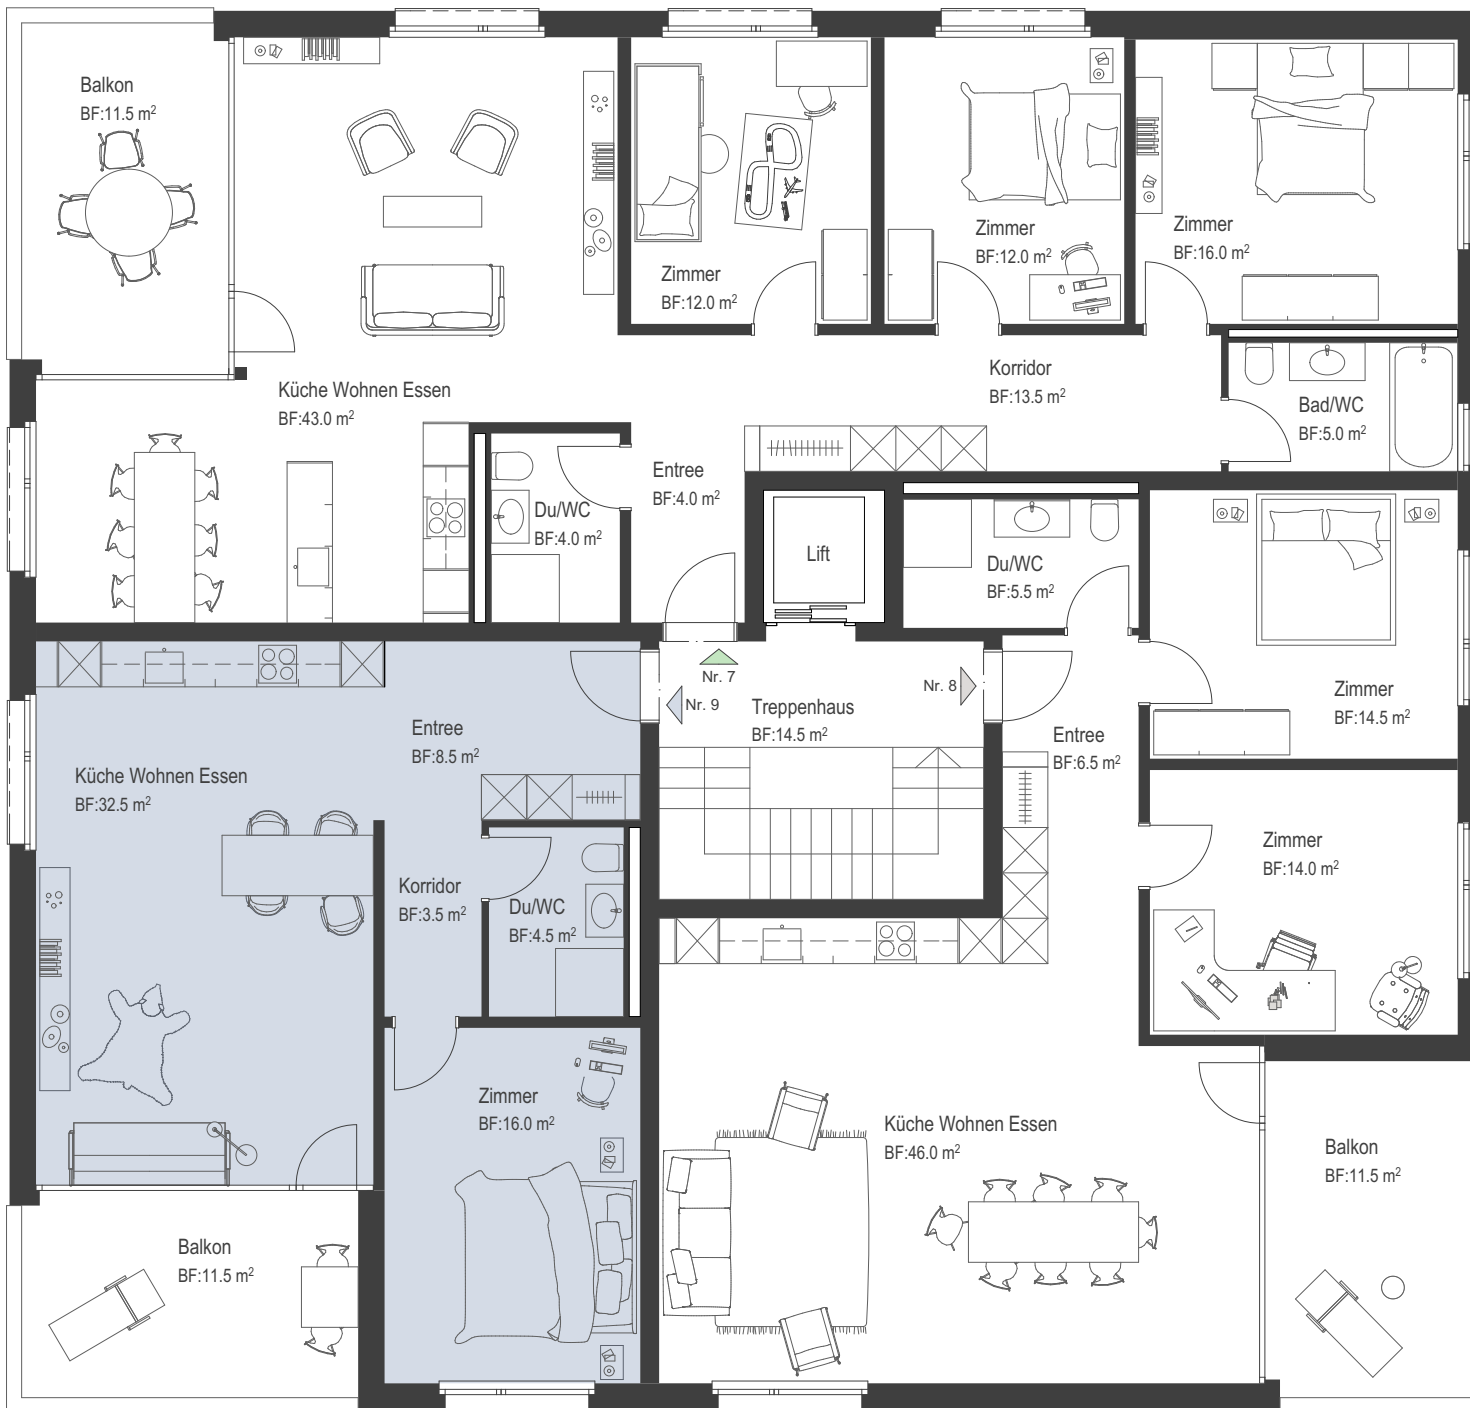 Balkon
BF:11.5 m²
Zimmer
BF:12.0 m²
Zimmer
BF:12.0 m²
Zimmer
BF:16.0 m²
Küche Wohnen Essen
BF:43.0 m²
Korridor
BF:13.5 m²
Bad/WC
BF:5.0 m²
Entree
BF:4.0 m²
Du/WC
BF:4.0 m²
Lift
Du/WC
BF:5.5 m²
Nr. 7
Nr. 9
Nr. 8
Treppenhaus
BF:14.5 m²
Zimmer
BF:14.5 m²
Entree
BF:8.5 m²
Entree
BF:6.5 m²
Küche Wohnen Essen
BF:32.5 m²
Zimmer
BF:14.0 m²
Korridor
BF:3.5 m²
Du/WC
BF:4.5 m²
Zimmer
BF:16.0 m²
Küche Wohnen Essen
BF:46.0 m²
Balkon
BF:11.5 m²
Balkon
BF:11.5 m²